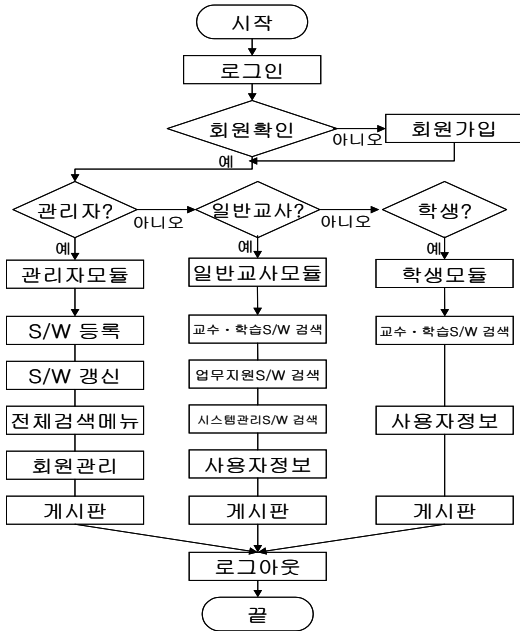 시작
로그인
회원확인
아니오
회원가입
예
관리자?
아니오
일반교사?
아니오
학생?
예
예
예
관리자모듈
일반교사모듈
학생모듈
S/W 등록
교수・학습S/W 검색
교수・학습S/W 검색
S/W 갱신
업무지원S/W 검색
전체검색메뉴
시스템관리S/W 검색
사용자정보
회원관리
사용자정보
게시판
게시판
게시판
로그아웃
끝